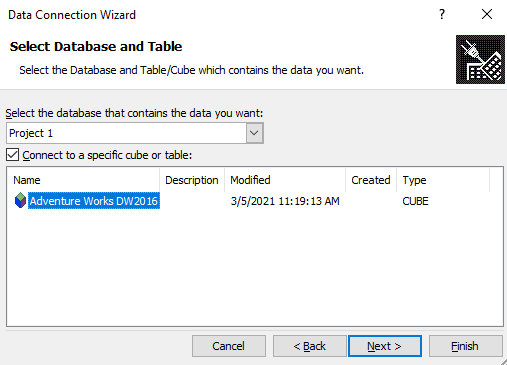 Data Connection Wizard ?
Select Database and Table
Select the Database and Table/Cube which contains the data you want.
Select the database that contains the data you want:
Project 1
Connect to a specific cube or table:
Name Description Modified Created Type
Adventure Works DW2016 3/5/2021 11:19:13 AM CUBE
Cancel < Back Next > Finish